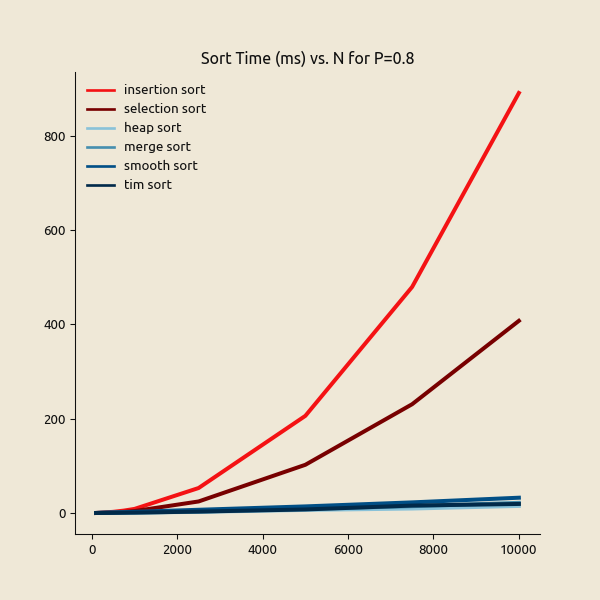 Sort Time (ms) vs. N for P=0.8
insertion sort
selection sort
heap sort
merge sort
smooth sort
tim sort
800
600
400
200
0
0 2000 4000 6000 8000 10000